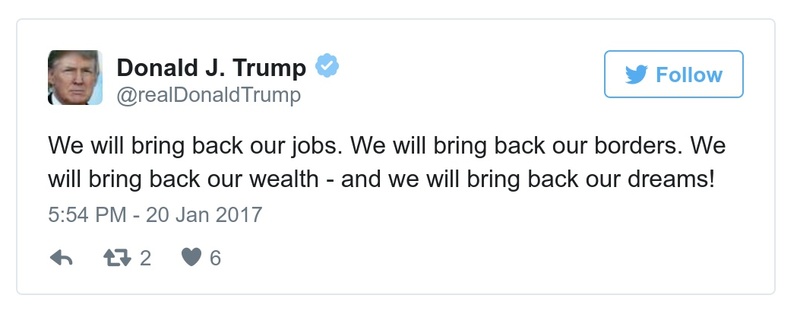 Donald J. Trump
@realDonaldTrump
Follow
We will bring back our jobs. We will bring back our borders. We
will bring back our wealth - and we will bring back our dreams!
5:54 PM - 20 Jan 2017
2 6